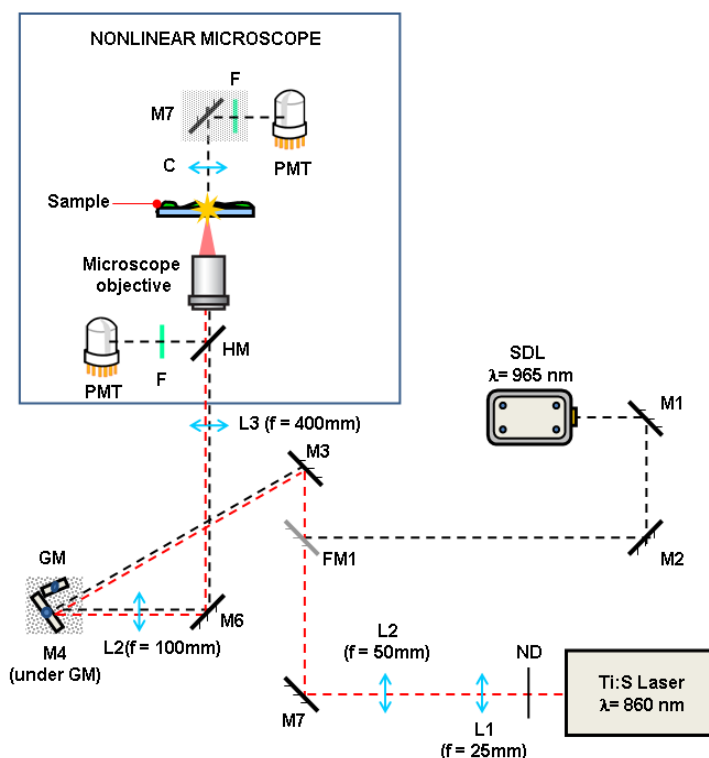 NONLINEAR MICROSCOPE
F
M7
C
PMT
Sample
Microscope
objective
HM
PMT
F
SDL
λ= 965 nm
M1
L3 (f = 400mm)
M3
FM1
M2
GM
M6
L2(f = 100mm)
M4
(under GM)
L2
(f = 50mm)
ND
Ti:S Laser
λ= 860 nm
M7
L1
(f = 25mm)